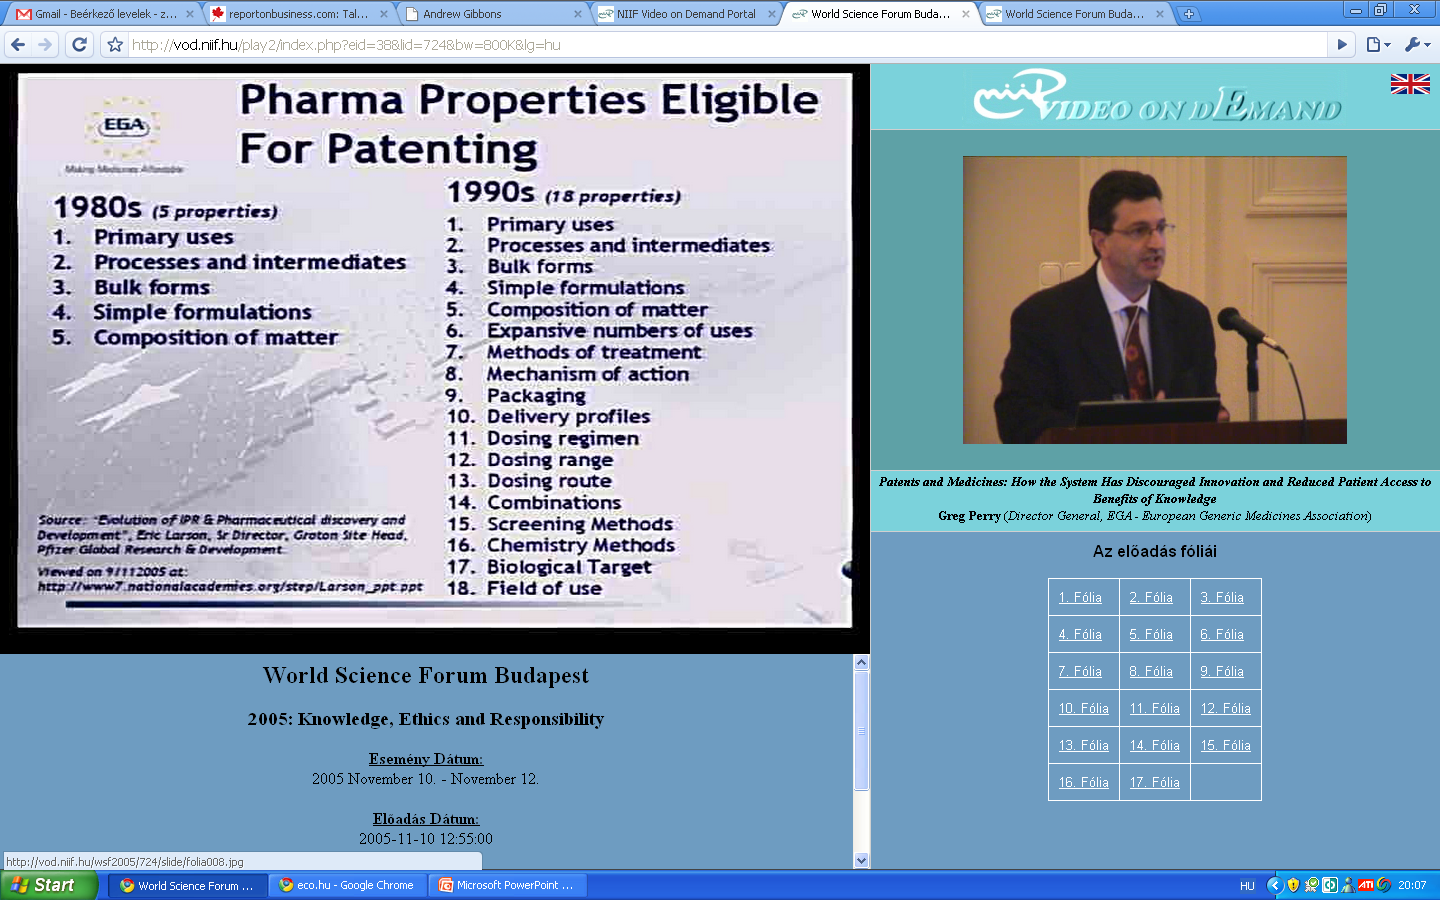 Gmail - Beérkező levelek - z...
reportonbusiness.com: Tal...
Andrew Gibbons
NIIF Video on Demand Portal
World Science Forum Buda...
World Science Forum Buda...
http://vod.niif.hu/play2/index.php?eid=38&lid=724&bw=800K&lg=hu
EGA
Making Medicines Affordable
Pharma Properties Eligible
For Patenting
1980s (5 properties)
1. Primary uses
2. Processes and intermediates
3. Bulk forms
4. Simple formulations
5. Composition of matter
1990s (18 properties)
1. Primary uses
2. Processes and intermediates
3. Bulk forms
4. Simple formulations
5. Composition of matter
6. Expansive numbers of uses
7. Methods of treatment
8. Mechanism of action
9. Packaging
10. Delivery profiles
11. Dosing regimen
12. Dosing range
13. Dosing route
14. Combinations
15. Screening Methods
16. Chemistry Methods
17. Biological Target
18. Field of use
Source: "Evolution of IPR & Pharmaceutical discovery and
Development", Eric Larson, Sr Director, Groton Site Head,
Pfizer Global Research & Development.
Viewed on 9/112005 at:
http://www7.nationalacademies.org/step/Larson_ppt.ppt
niif VIDEO ON dEMAND
Patents and Medicines: How the System Has Discouraged Innovation and Reduced Patient Access to
Benefits of Knowledge
Greg Perry (Director General, EGA - European Generic Medicines Association)
Az előadás fóliái
1. Fólia 2. Fólia 3. Fólia
4. Fólia 5. Fólia 6. Fólia
7. Fólia 8. Fólia 9. Fólia
10. Fólia 11. Fólia 12. Fólia
13. Fólia 14. Fólia 15. Fólia
16. Fólia 17. Fólia
World Science Forum Budapest
2005: Knowledge, Ethics and Responsibility
Esemény Dátum:
2005 November 10. - November 12.
Előadás Dátum:
2005-11-10 12:55:00
http://vod.niif.hu/wsf2005/724/slide/folia008.jpg
Start
World Science Forum ...
eco.hu - Google Chrome
Microsoft PowerPoint ...
HU
ATI
20:07